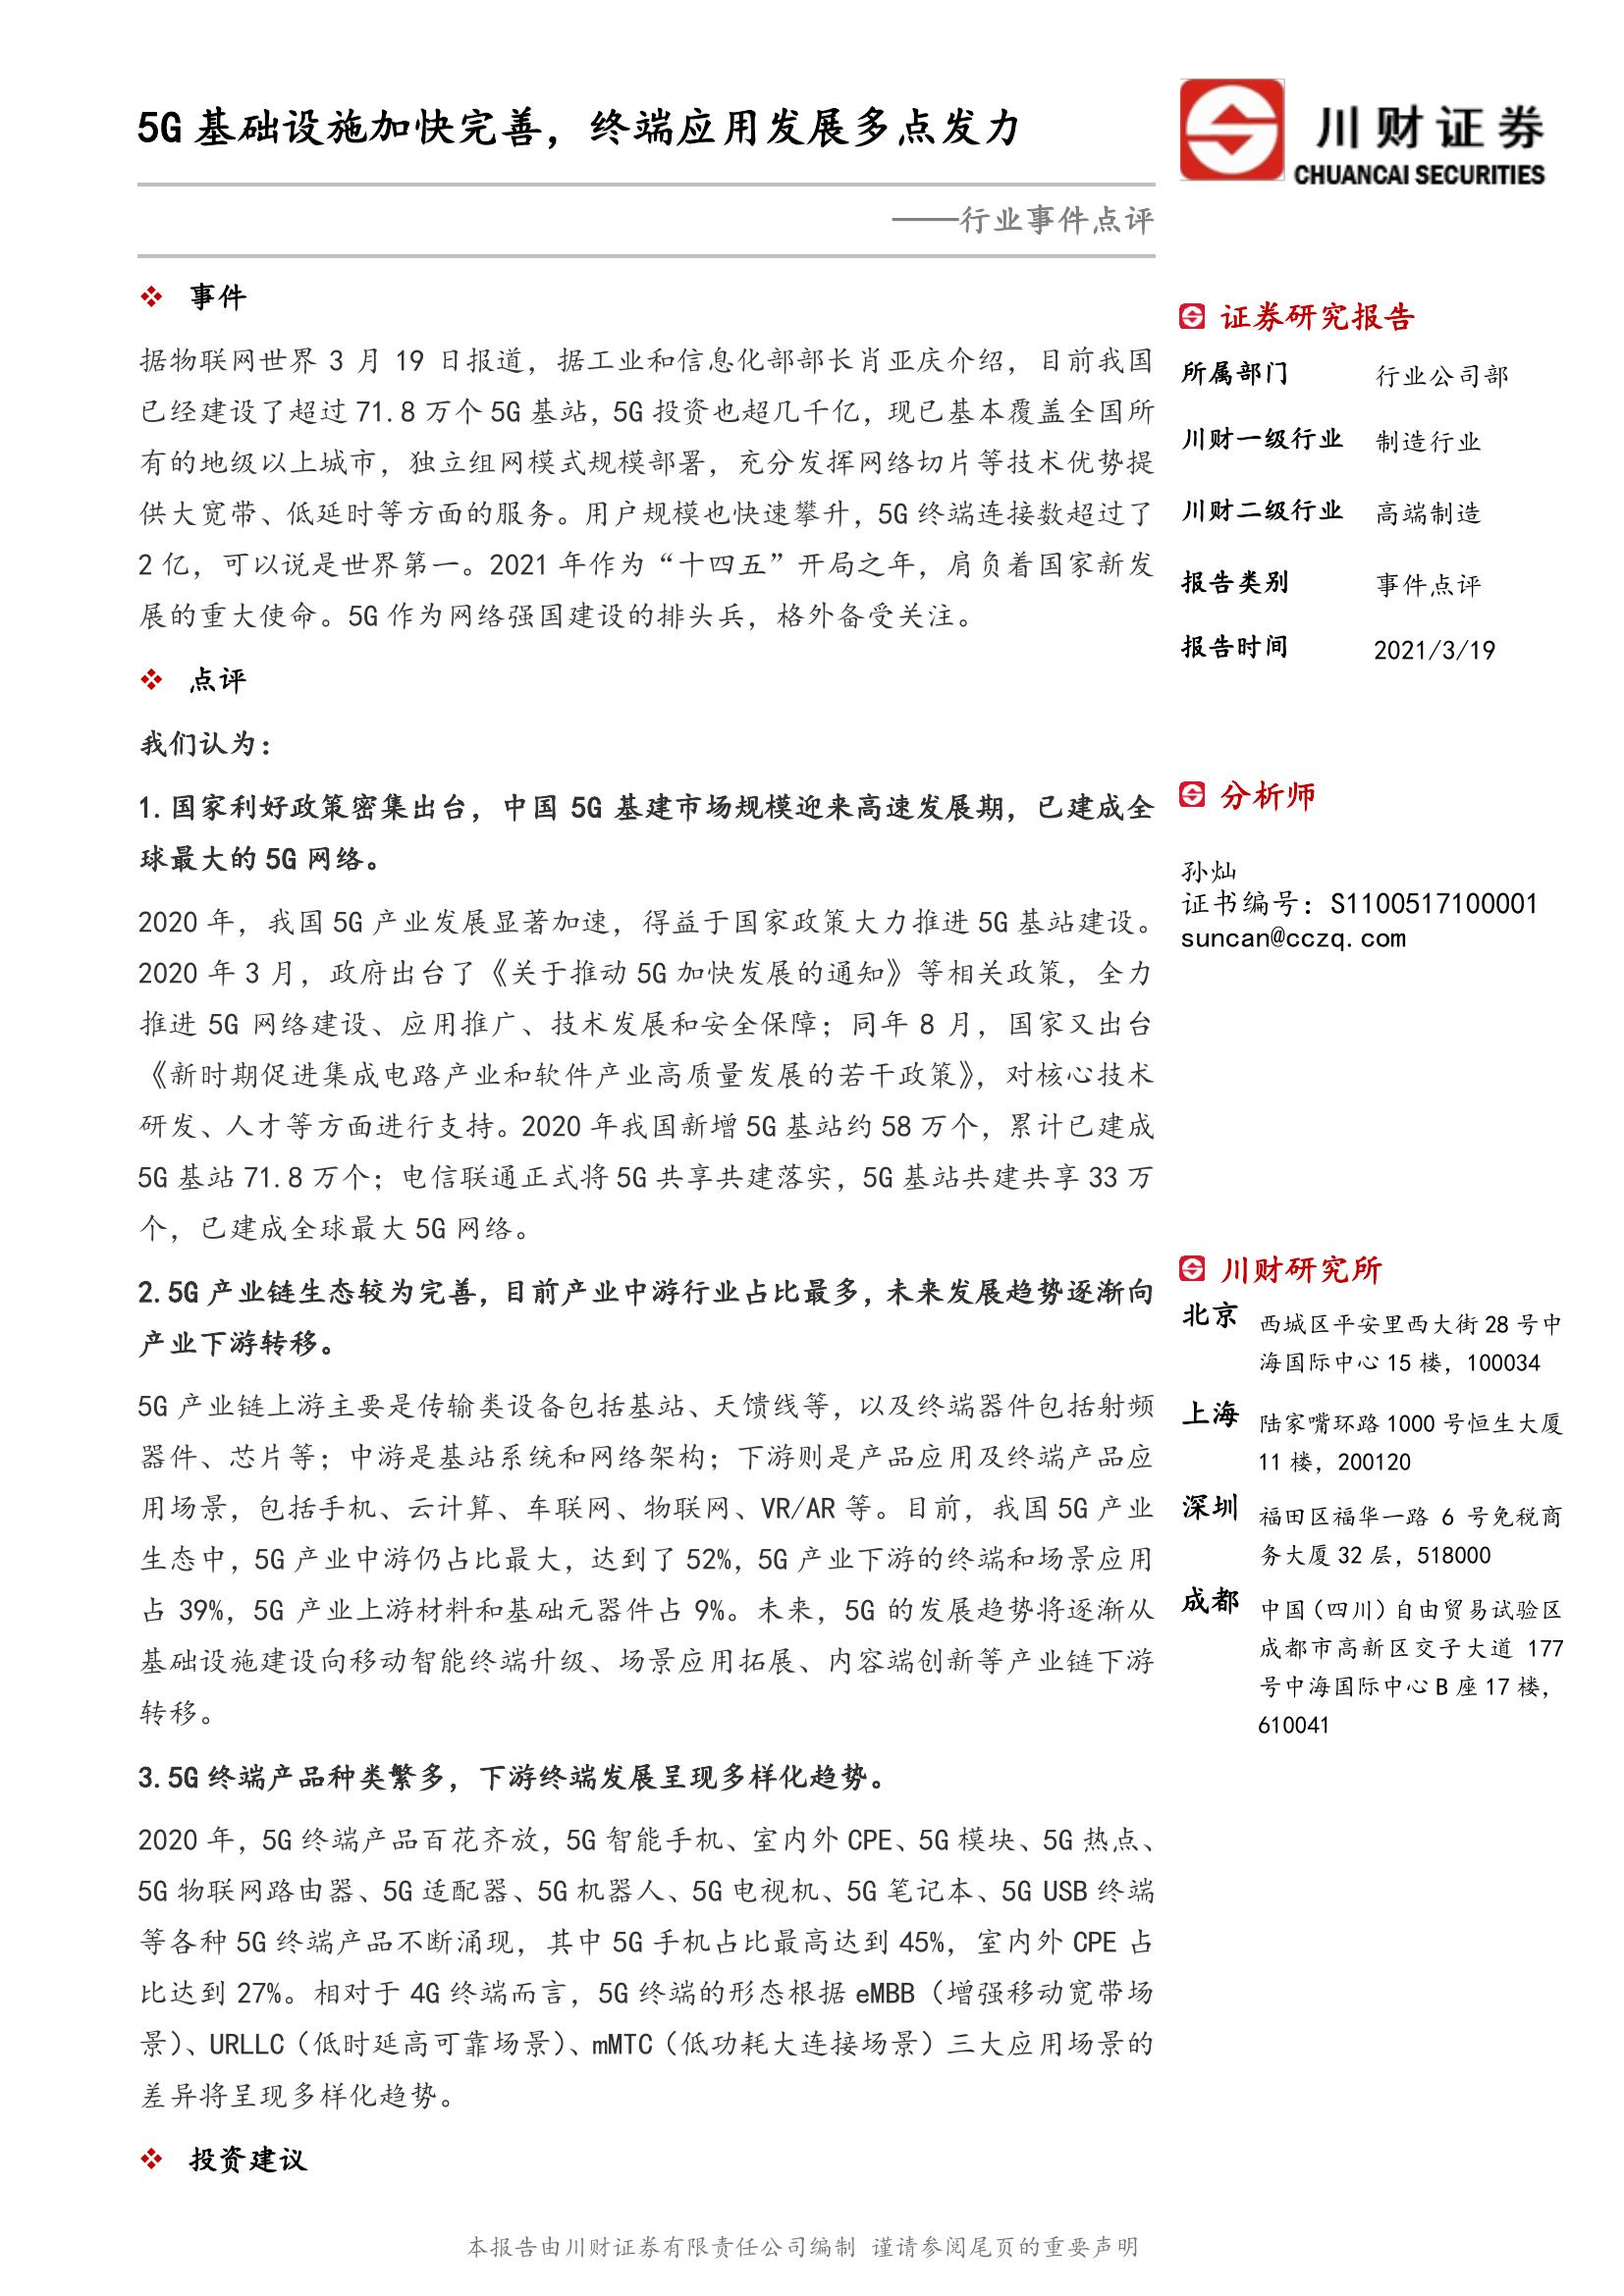 5G 基础设施加快完善，终端应用发展多点发力
——行业事件点评
川财证券
CHUANCAI SECURITIES
事件
据物联网世界 3 月 19 日报道，据工业和信息化部部长肖亚庆介绍，目前我国
已经建设了超过 71.8 万个 5G 基站，5G 投资也超几千亿，现已基本覆盖全国所
有的地级以上城市，独立组网模式规模部署，充分发挥网络切片等技术优势提
供大宽带、低延时等方面的服务。用户规模也快速攀升，5G 终端连接数超过了
2 亿，可以说是世界第一。2021 年作为“十四五”开局之年，肩负着国家新发
展的重大使命。5G 作为网络强国建设的排头兵，格外备受关注。
点评
我们认为：
1.国家利好政策密集出台，中国 5G 基建市场规模迎来高速发展期，已建成全
球最大的 5G 网络。
2020 年，我国 5G 产业发展显著加速，得益于国家政策大力推进 5G 基站建设。
2020 年 3 月，政府出台了《关于推动 5G 加快发展的通知》等相关政策，全力
推进 5G 网络建设、应用推广、技术发展和安全保障；同年 8 月，国家又出台
《新时期促进集成电路产业和软件产业高质量发展的若干政策》，对核心技术
研发、人才等方面进行支持。2020 年我国新增 5G 基站约 58 万个，累计已建成
5G 基站 71.8 万个；电信联通正式将 5G 共享共建落实，5G 基站共建共享 33 万
个，已建成全球最大 5G 网络。
2.5G 产业链生态较为完善，目前产业中游行业占比最多，未来发展趋势逐渐向
产业下游转移。
5G 产业链上游主要是传输类设备包括基站、天馈线等，以及终端器件包括射频
器件、芯片等；中游是基站系统和网络架构；下游则是产品应用及终端产品应
用场景，包括手机、云计算、车联网、物联网、VR/AR 等。目前，我国 5G 产业
生态中，5G 产业中游仍占比最大，达到了 52%，5G 产业下游的终端和场景应用
占 39%，5G 产业上游材料和基础元器件占 9%。未来，5G 的发展趋势将逐渐从
基础设施建设向移动智能终端升级、场景应用拓展、内容端创新等产业链下游
转移。
3.5G 终端产品种类繁多，下游终端发展呈现多样化趋势。
2020 年，5G 终端产品百花齐放，5G 智能手机、室内外 CPE、5G 模块、5G 热点、
5G 物联网路由器、5G 适配器、5G 机器人、5G 电视机、5G 笔记本、5G USB 终端
等各种 5G 终端产品不断涌现，其中 5G 手机占比最高达到 45%，室内外 CPE 占
比达到 27%。相对于 4G 终端而言，5G 终端的形态根据 eMBB（增强移动宽带场
景）、URLLC（低时延高可靠场景）、mMTC（低功耗大连接场景）三大应用场景的
差异将呈现多样化趋势。
投资建议
证券研究报告
所属部门 行业公司部
川财一级行业 制造行业
川财二级行业 高端制造
报告类别 事件点评
报告时间 2021/3/19
分析师
孙灿
证书编号：S1100517100001
suncan@cczq.com
川财研究所
北京 西城区平安里西大街 28 号中
海国际中心 15 楼，100034
上海 陆家嘴环路 1000 号恒生大厦
11 楼，200120
深圳 福田区福华一路 6 号免税商
务大厦 32 层，518000
成都 中国（四川）自由贸易试验区
成都市高新区交子大道 177
号中海国际中心 B 座 17 楼，
610041
本报告由川财证券有限责任公司编制 谨请参阅尾页的重要声明